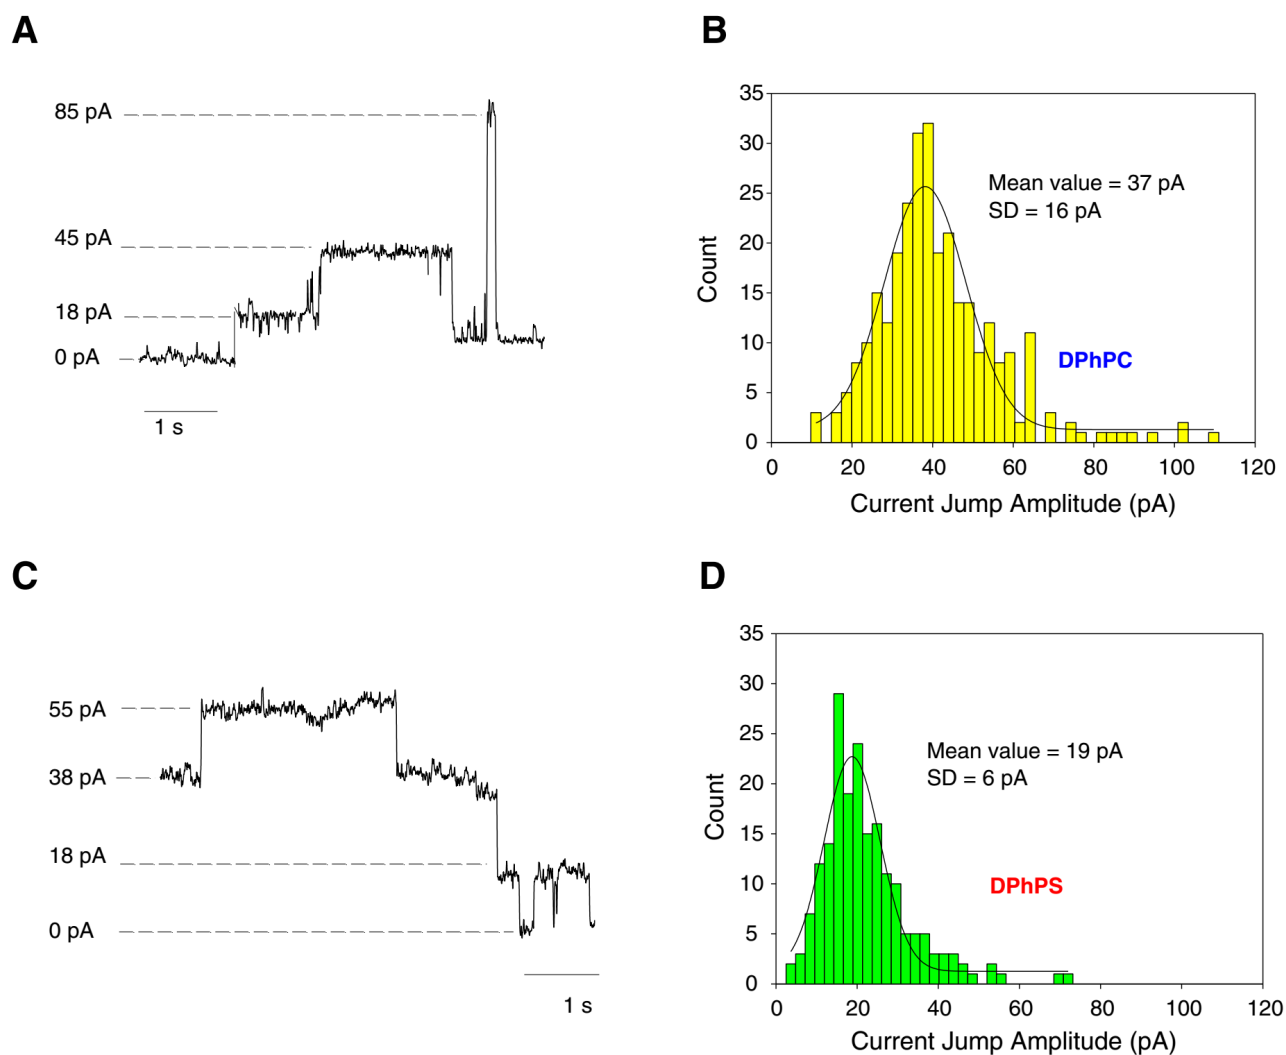 A
85 pA
45 pA
18 pA
0 pA
1 s
B
35
30
25
20
15
10
5
0
Count
Mean value = 37 pA
SD = 16 pA
DPhPC
0 20 40 60 80 100 120
Current Jump Amplitude (pA)
C
55 pA
38 pA
18 pA
0 pA
1 s
D
35
30
25
20
15
10
5
0
Count
Mean value = 19 pA
SD = 6 pA
DPhPS
0 20 40 60 80 100 120
Current Jump Amplitude (pA)